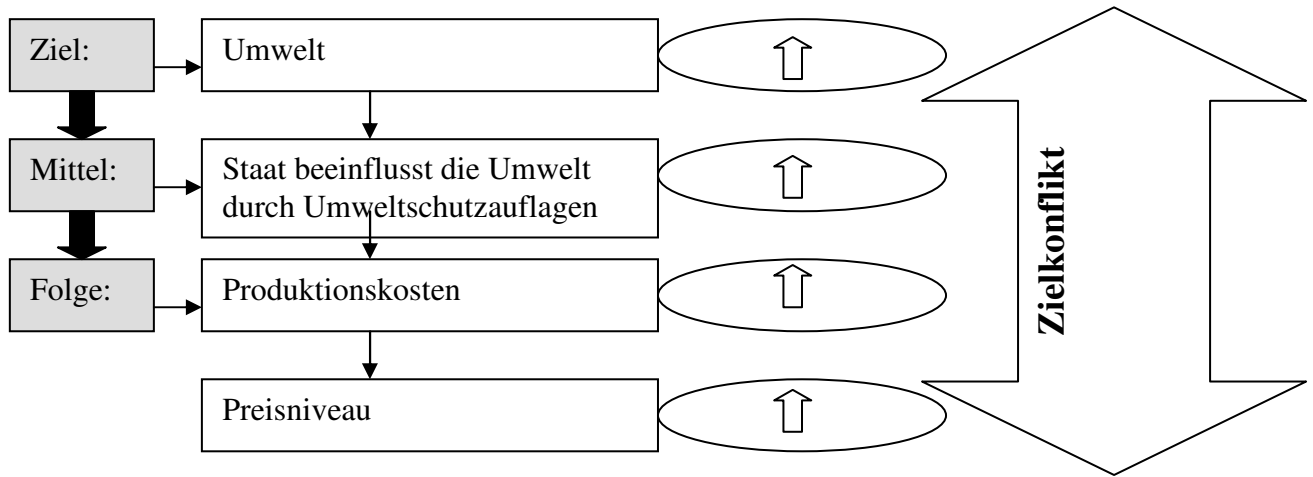 Ziel:
Umwelt
Mittel:
Staat beeinflusst die Umwelt
durch Umweltschutzauflagen
Folge:
Produktionskosten
Preisniveau
Zielkonflikt